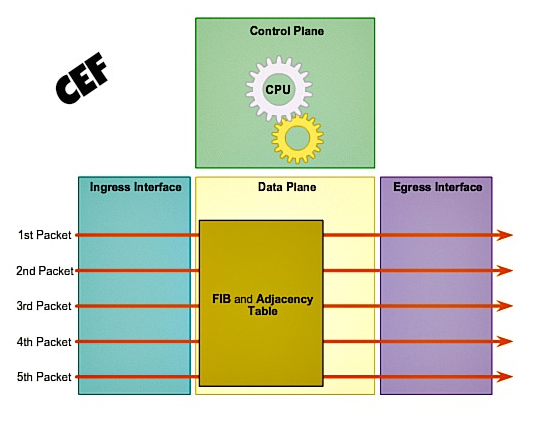 CEF
Control Plane
CPU
Ingress Interface
Data Plane
Egress Interface
1st Packet
2nd Packet
3rd Packet
4th Packet
5th Packet
FIB and Adjacency
Table